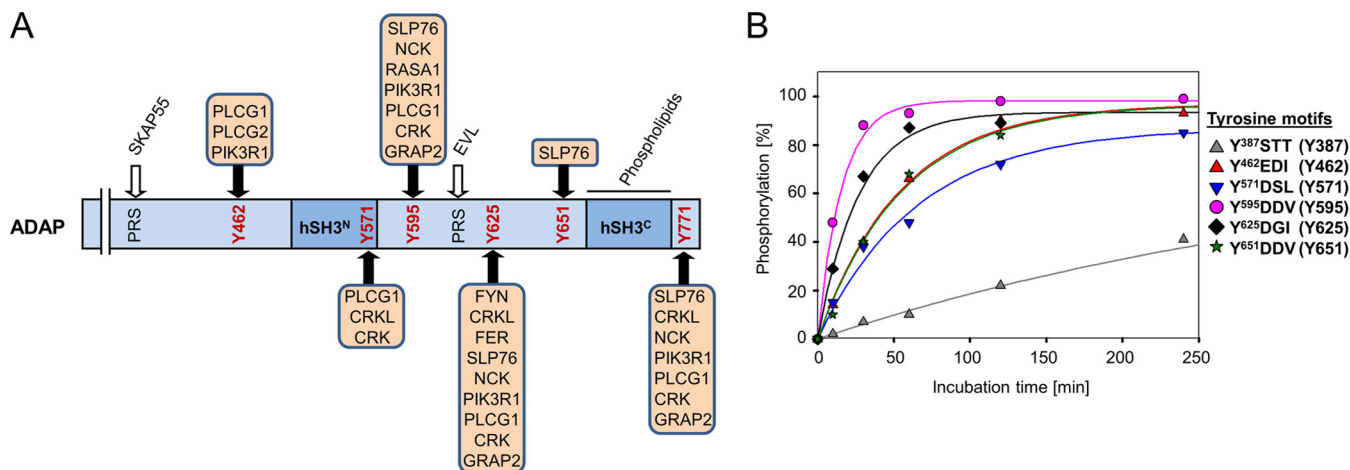 A
SKAP55
PLCG1
PLCG2
PIK3R1
SLP76
NCK
RASA1
PIK3R1
PLCG1
CRK
GRAP2
EVL
SLP76
Phospholipids
ADAP
PRS
Y462
hSH3ᴺ
Y571
Y595
PRS
Y625
Y651
hSH3ᶜ
Y771
PLCG1
CRKL
CRK
FYN
CRKL
FER
SLP76
NCK
PIK3R1
PLCG1
CRK
GRAP2
SLP76
CRKL
NCK
PIK3R1
PLCG1
CRK
GRAP2
B
Phosphorylation [%]
100
80
60
40
20
0
0 50 100 150 200 250
Incubation time [min]
Tyrosine motifs
Y³⁸⁷STT (Y387)
Y⁴⁶²EDI (Y462)
Y⁵⁷¹DSL (Y571)
Y⁵⁹⁵DDV (Y595)
Y⁶²⁵DGI (Y625)
Y⁶⁵¹DDV (Y651)